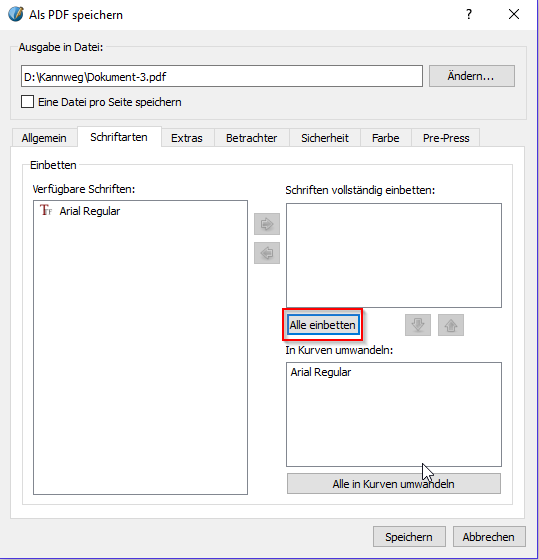 Als PDF speichern
Ausgabe in Datei:
D:\Kannweg\Dokument-3.pdf
Ändern...
Eine Datei pro Seite speichern
Allgemein Schriftarten Extras Betrachter Sicherheit Farbe Pre-Press
Einbetten
Verfügbare Schriften:
Schriften vollständig einbetten:
Arial Regular
Alle einbetten
In Kurven umwandeln:
Arial Regular
Alle in Kurven umwandeln
Speichern Abbrechen